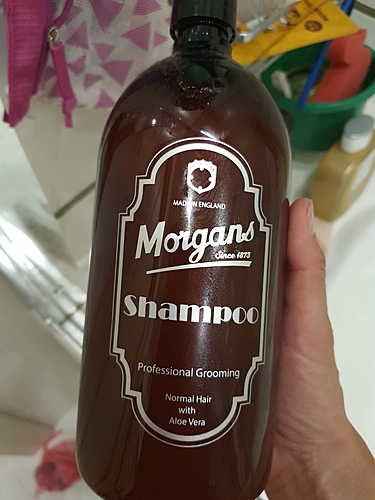 MADE IN ENGLAND
Morgans
Since 1873
Shampoo
Professional Grooming
Normal Hair
with
Aloe Vera